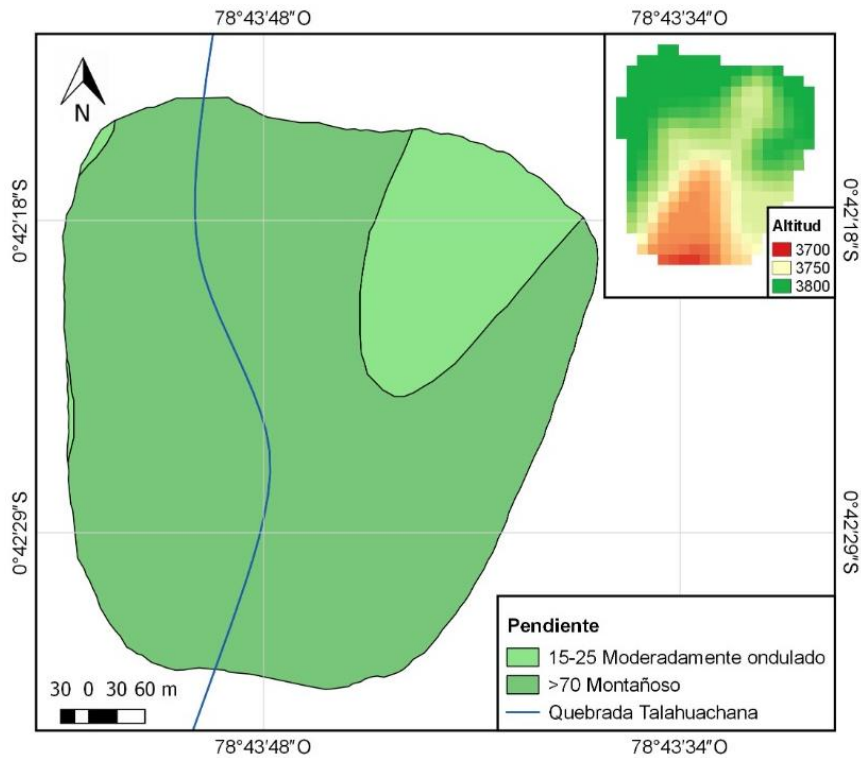 78°43'48"O
78°43'34"O
N
0°42'18"S
0°42'18"S
Altitud
3700
3750
3800
0°42'29"S
0°42'29"S
Pendiente
15-25 Moderadamente ondulado
>70 Montañoso
Quebrada Talahuachana
30 0 30 60 m
78°43'48"O
78°43'34"O